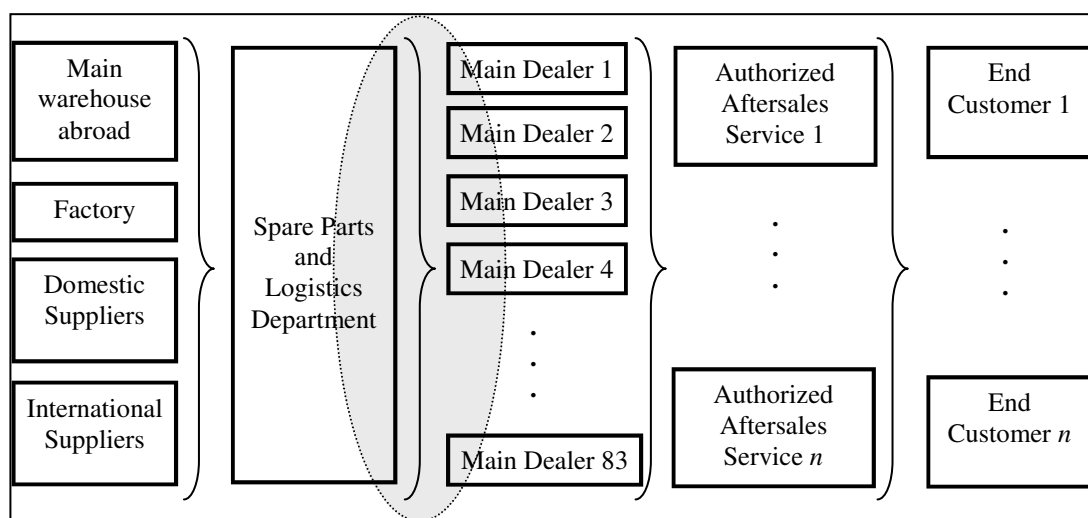 Main
warehouse
abroad
Factory
Domestic
Suppliers
International
Suppliers
Spare Parts
and
Logistics
Department
Main Dealer 1
Main Dealer 2
Main Dealer 3
Main Dealer 4
.
.
.
Main Dealer 83
Authorized
Aftersales
Service 1
.
.
.
Authorized
Aftersales
Service n
End
Customer 1
.
.
.
End
Customer n